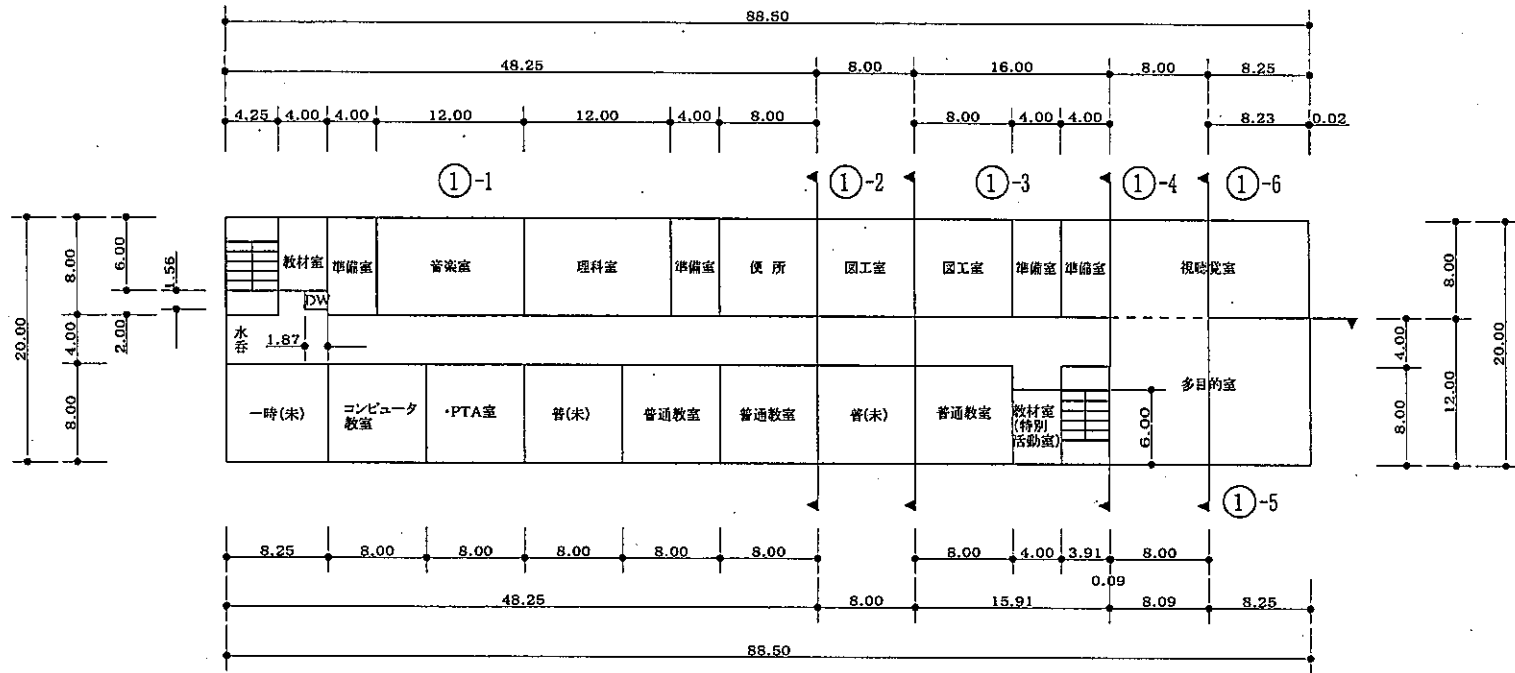 88.50
48.25 8.00 16.00 8.00 8.25
4.25 4.00 4.00 12.00 12.00 4.00 8.00 8.00 4.00 4.00 8.23 0.02
①-1 ①-2 ①-3 ①-4 ①-6
20.00 8.00 4.00 8.00 6.00 2.00 1.56
教材室 準備室 音楽室 理科室 準備室 便所 図工室 図工室 準備室 準備室 視聴覚室
DW
水呑 1.87
多目的室
一時(未) コンピュータ教室 ・PTA室 普(未) 普通教室 普通教室 普(未) 普通教室 教材室(特別活動室) 6.00
8.00 4.00 8.00 12.00 20.00
①-5
8.25 8.00 8.00 8.00 8.00 8.00 8.00 4.00 3.91 8.00
0.09
48.25 8.00 15.91 8.09 8.25
88.50